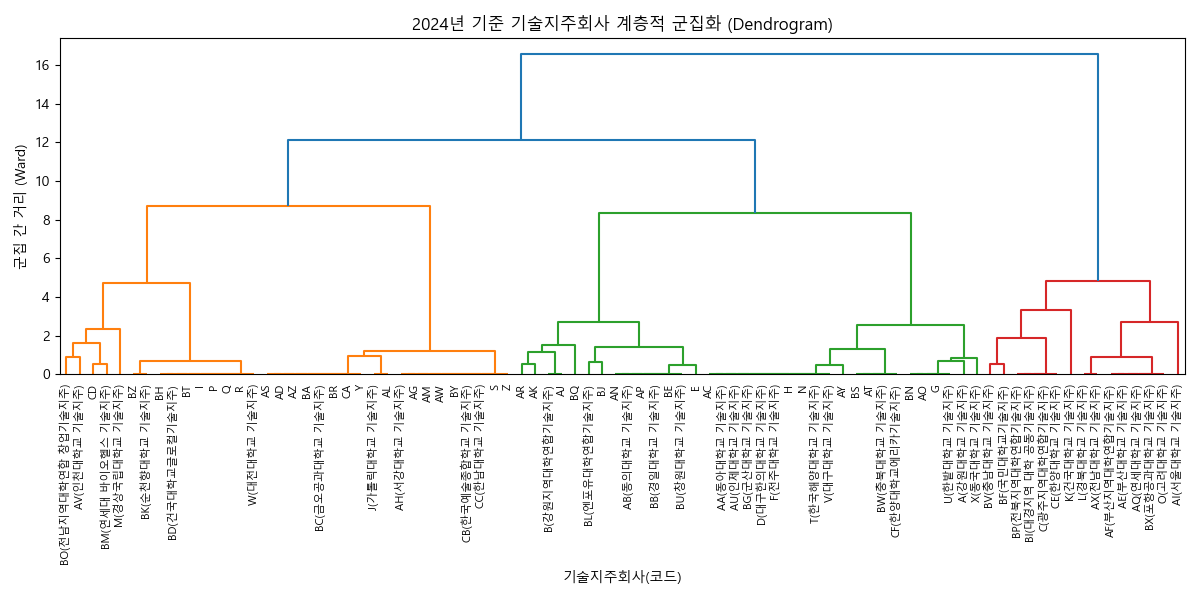 2024년 기준 기술지주회사 계층적 군집화 (Dendrogram)
군집 간 거리 (Ward)
16
14
12
10
8
6
4
2
0
BO(전남지역대학연합 창업기술지주)
AV(인천대학교 기술지주)
CD
BM(연세대 바이오헬스 기술지주)
M(경상국립대학교 기술지주)
BZ
BK(순천향대학교 기술지주)
BH
BD(건국대학교글로컬기술지주)
BT
I
P
Q
R
W(대전대학교 기술지주)
AS
AD
AZ
BA
BC(금오공과대학교 기술지주)
BR
CA
Y
J(가톨릭대학교 기술지주)
AL
AH(서강대학교 기술지주)
AG
AM
AW
BY
CB(한국예술종합학교 기술지주)
CC(한남대학교 기술지주)
S
Z
AR
AK
B(강원지역대학연합기술지주)
AJ
BQ
BL(엔포유대학연합기술지주)
BJ
AN
AB(동의대학교 기술지주)
AP
BB(경일대학교 기술지주)
BE
BU(창원대학교 기술지주)
E
AC
AA(동아대학교 기술지주)
AU(인제대학교 기술지주)
BG(군산대학교 기술지주)
D(대구한의대학교 기술지주)
F(전주대학교 기술지주)
H
N
T(한국해양대학교 기술지주)
V(대구대학교 기술지주)
AY
BS
AT
BW(충북대학교 기술지주)
CF(한양대학교에리카기술지주)
BN
AO
G
U(한밭대학교 기술지주)
A(강원대학교 기술지주)
X(동국대학교 기술지주)
BV(충남대학교 기술지주)
BF(국민대학교기술지주)
BP(전북지역대학연합기술지주)
BI(대경지역 대학 공동기술지주)
C(광주지역대학연합기술지주)
CE(한양대학교 기술지주)
K(건국대학교 기술지주)
L(경북대학교 기술지주)
AX(전남대학교 기술지주)
AF(부산지역대학연합기술지주)
AE(부산대학교 기술지주)
AQ(연세대학교 기술지주)
BX(포항공과대학교 기술지주)
O(고려대학교 기술지주)
AI(서울대학교 기술지주)
기술지주회사(코드)